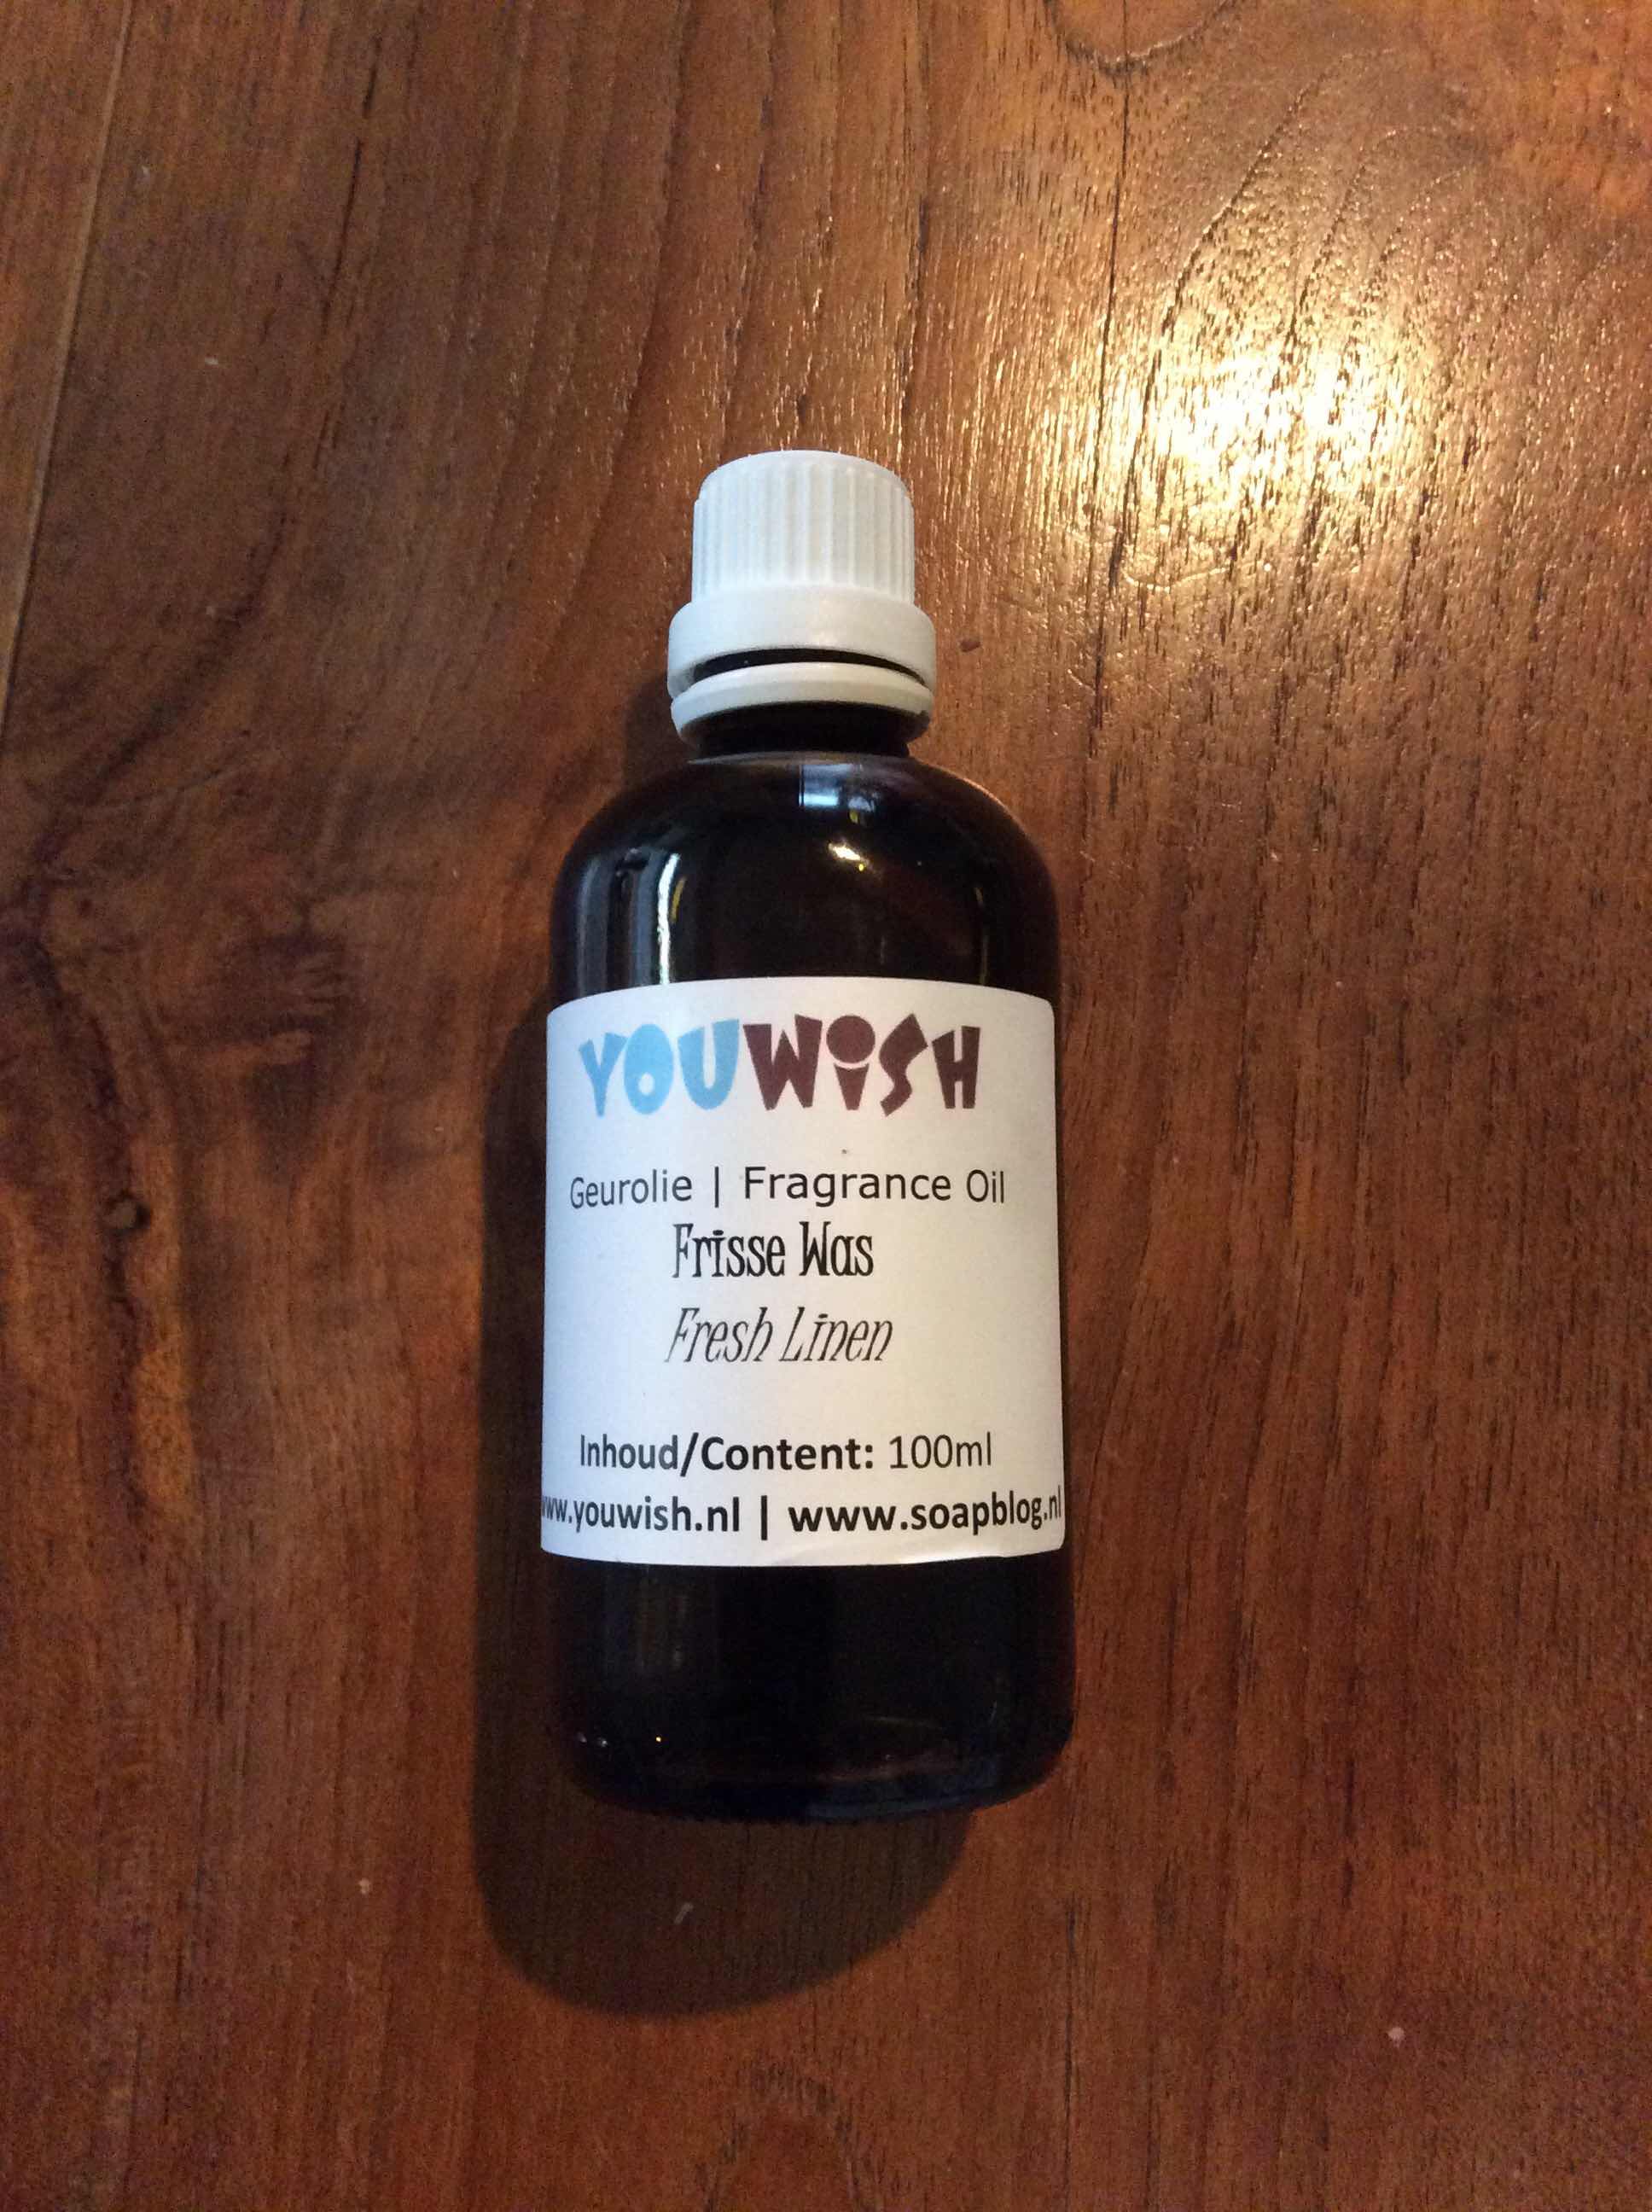 YOUWiSH
Geurolie | Fragrance Oil
Frisse Was
Fresh Linen
Inhoud/Content: 100ml
www.youwish.nl | www.soapblog.nl